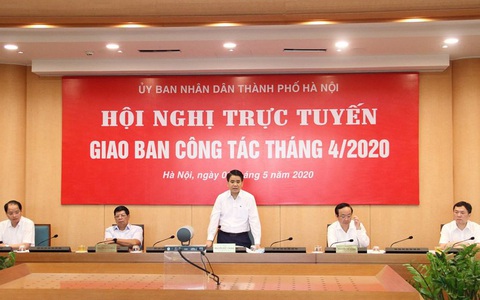 ỦY BAN NHÂN DÂN THÀNH PHỐ HÀ NỘI
HỘI NGHỊ TRỰC TUYẾN
GIAO BAN CÔNG TÁC THÁNG 4/2020
Hà Nội, ngày tháng 5 năm 2020